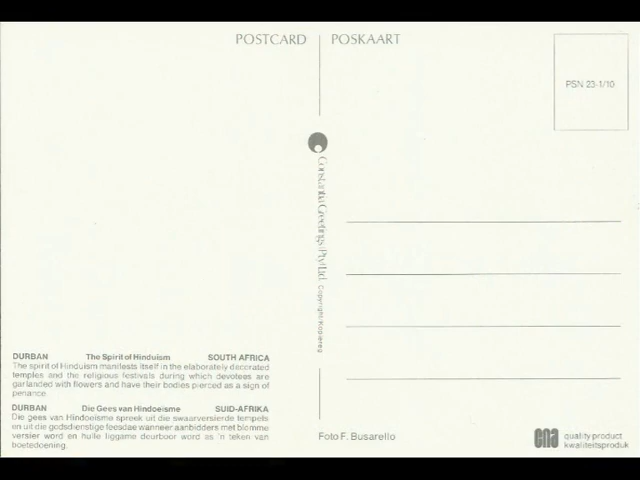 POSTCARD POSKAART
PSN 23-1/10
Constantia Greetings (Pty) Ltd. Copyright/Kopiereg
DURBAN The Spirit of Hinduism SOUTH AFRICA
The spirit of Hinduism manifests itself in the elaborately decorated
temples and the religious festivals during which devotees are
garlanded with flowers and have their bodies pierced as a sign of
penance.
DURBAN Die Gees van Hindoeïsme SUID-AFRIKA
Die gees van Hindoeïsme spreek uit die swaarversierde tempels
en uit die godsdienstige feesdae wanneer aanbidders met blomme
versier word en hulle liggame deurboor word as 'n teken van
boetedoening.
Foto F. Busarello
cna quality product
kwaliteitsproduk